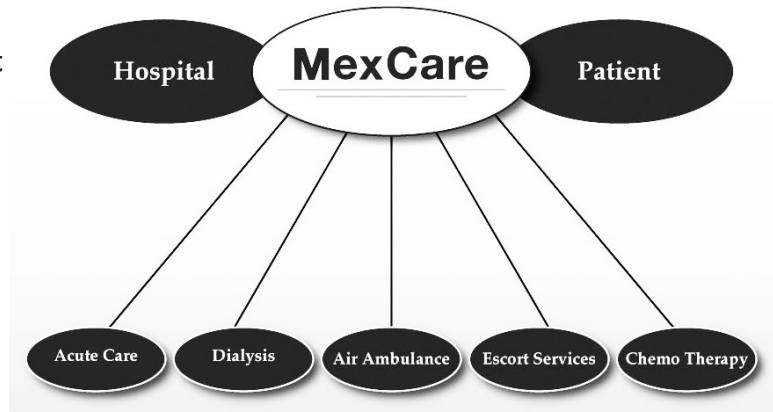 Hospital
MexCare
Patient
Acute Care
Dialysis
Air Ambulance
Escort Services
Chemo Therapy